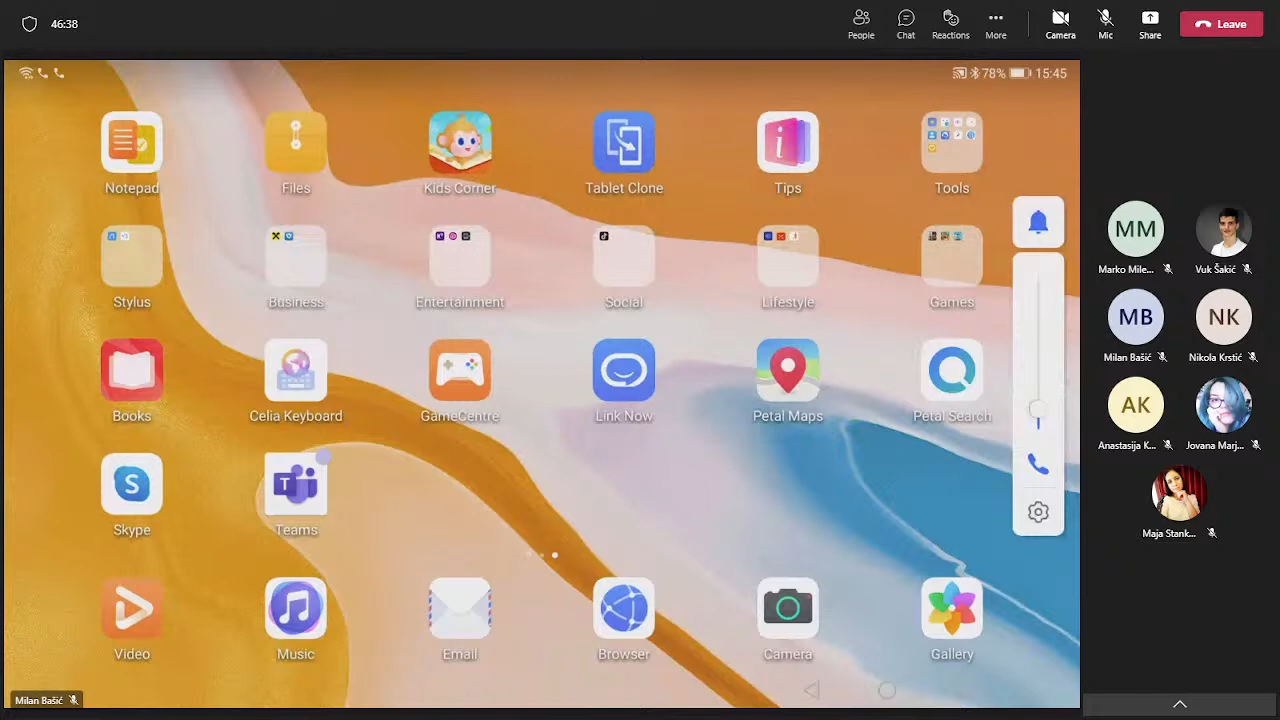 46:38
People
Chat
Reactions
More
Camera
Mic
Share
Leave
78%
15:45
Notepad
Files
Kids Corner
Tablet Clone
Tips
Tools
Stylus
Business
Entertainment
Social
Lifestyle
Games
Books
Celia Keyboard
GameCentre
Link Now
Petal Maps
Petal Search
Skype
Teams
Video
Music
Email
Browser
Camera
Gallery
Milan Bašić
MM
Marko Mile...
Vuk Šakić
MB
Milan Bašić
NK
Nikola Krstić
AK
Anastasija K...
Jovana Marj...
Maja Stank...